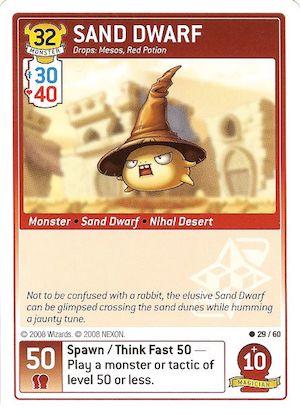 32
MONSTER
SAND DWARF
Drops: Mesos, Red Potion
30
40
Monster • Sand Dwarf • Nihal Desert
Not to be confused with a rabbit, the elusive Sand Dwarf
can be glimpsed crossing the sand dunes while humming
a jaunty tune.
© 2008 Wizards. © 2008 NEXON.
● 29 / 60
50
Spawn / Think Fast 50 —
Play a monster or tactic of
level 50 or less.
+
10
MAGICIAN